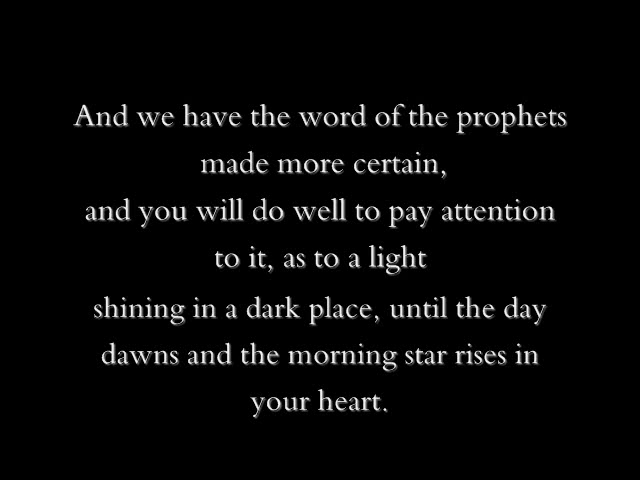 And we have the word of the prophets
made more certain,
and you will do well to pay attention
to it, as to a light
shining in a dark place, until the day
dawns and the morning star rises in
your heart.